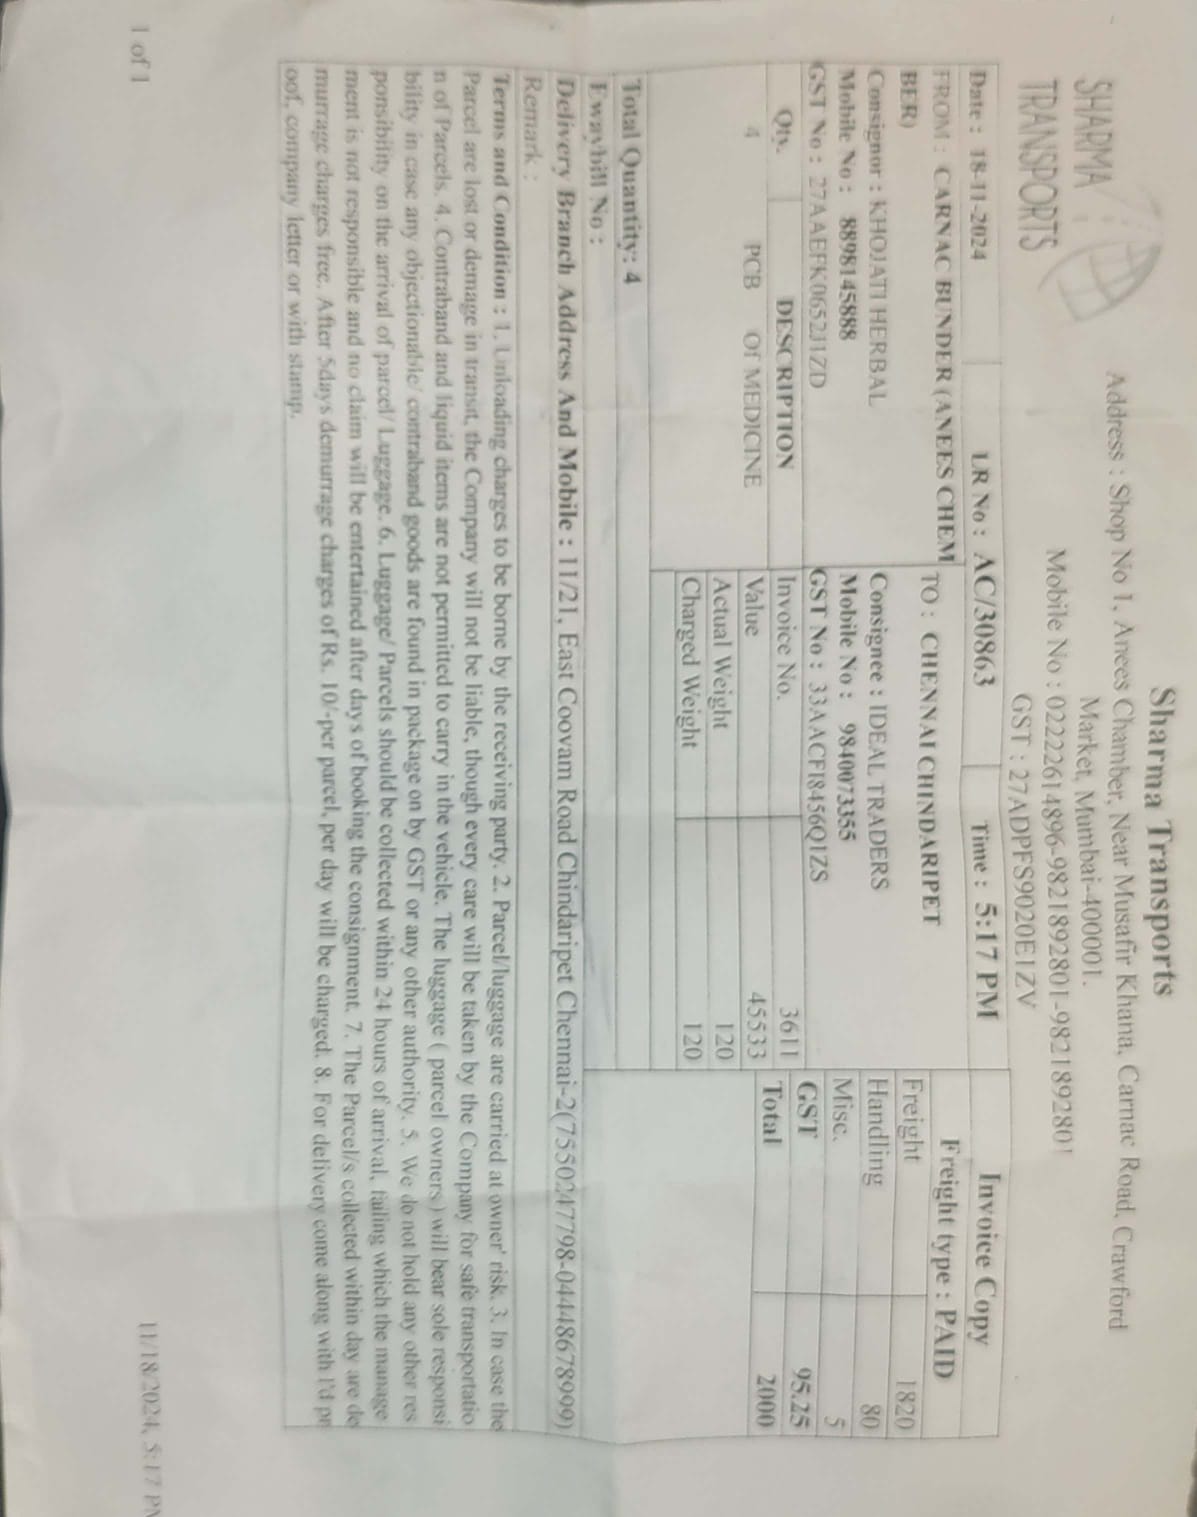 SHARMA
TRANSPORTS
Sharma Transports
Address : Shop No 1, Anees Chamber, Near Musafir Khana, Carnac Road, Crawford
Market, Mumbai-400001.
Mobile No : 02222614896-9821892801-9821892801
GST : 27ADPFS9020E1ZV
Date : 18-11-2024
LR No : AC/30863
Time : 5:17 PM
Invoice Copy
FROM : CARNAC BUNDER (ANEES CHEM
BER)
TO : CHENNAI CHINDARIPET
Freight type : PAID
Consignor : KHOJATI HERBAL
Mobile No : 8898145888
GST No : 27AAEFK0652J1ZD
Consignee : IDEAL TRADERS
Mobile No : 9840073355
GST No : 33AACFI8456Q1ZS
Freight 1820
Handling 80
Misc. 5
GST 95.25
Total 2000
Qty. DESCRIPTION
4 PCB Of MEDICINE
Invoice No. 3611
Value 45533
Actual Weight 120
Charged Weight 120
Total Quantity: 4
Ewaybill No :
Delivery Branch Address And Mobile : 11/21, East Coovam Road Chindaripet Chennai-2(7550247798-04448678999)
Remark :
Terms and Condition : 1. Unloading charges to be borne by the receiving party. 2. Parcel/luggage are carried at owner' risk. 3. In case the
Parcel are lost or demage in transit, the Company will not be liable, though every care will be taken by the Company for safe transportatio
n of Parcels. 4. Contraband and liquid items are not permitted to carry in the vehicle. The luggage ( parcel owners ) will bear sole responsi
bility in case any objectionable/ contraband goods are found in package on by GST or any other authority. 5. We do not hold any other res
ponsibility on the arrival of parcel/ Luggage. 6. Luggage/ Parcels should be collected within 24 hours of arrival, failing which the manage
ment is not responsible and no claim will be entertained after days of booking the consignment. 7. The Parcel/s collected within day are de
murrage charges free. After 5days demurrage charges of Rs. 10/-per parcel, per day will be charged. 8. For delivery come along with I'd pr
oof, company letter or with stamp.
1 of 1
11/18/2024, 5:17 PM